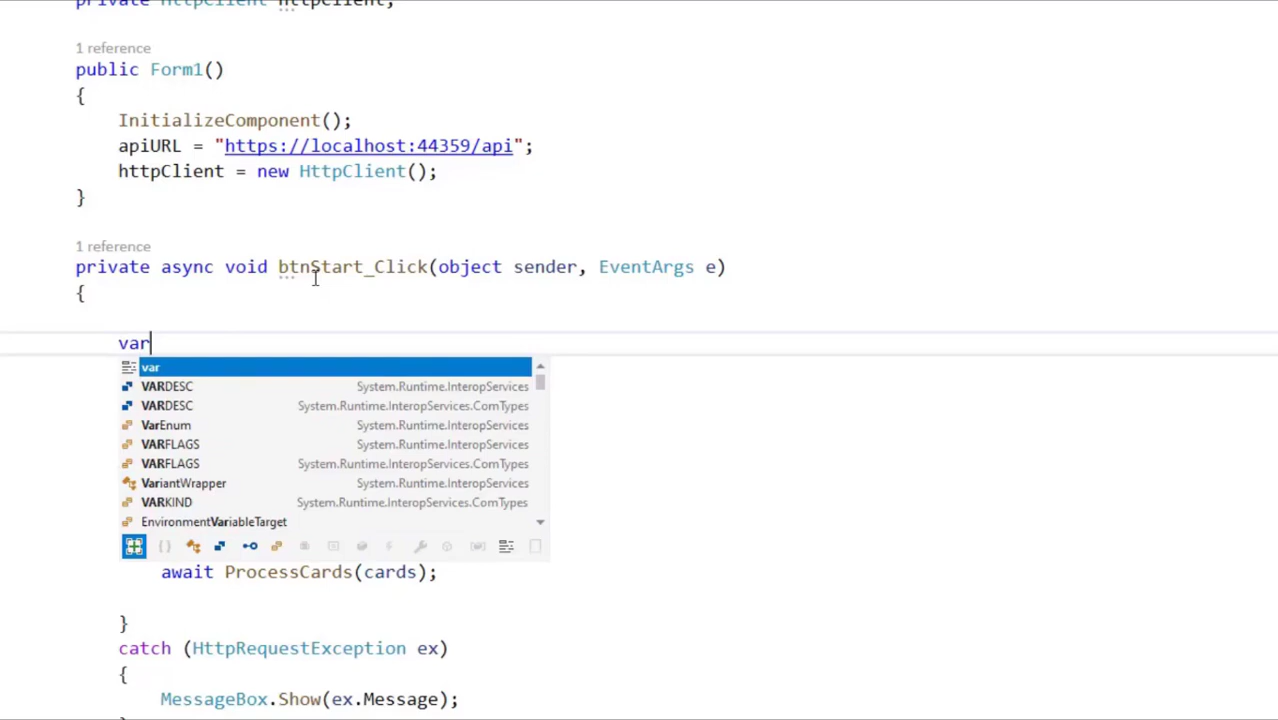 private HttpClient httpClient;
1 reference
public Form1()
{
InitializeComponent();
apiURL = "https://localhost:44359/api";
httpClient = new HttpClient();
}
1 reference
private async void btnStart_Click(object sender, EventArgs e)
{
var
var
VARDESC System.Runtime.InteropServices
VARDESC System.Runtime.InteropServices.ComTypes
VarEnum System.Runtime.InteropServices
VARFLAGS System.Runtime.InteropServices
VARFLAGS System.Runtime.InteropServices.ComTypes
VariantWrapper System.Runtime.InteropServices
VARKIND System.Runtime.InteropServices.ComTypes
EnvironmentVariableTarget
await ProcessCards(cards);
}
catch (HttpRequestException ex)
{
MessageBox.Show(ex.Message);
}